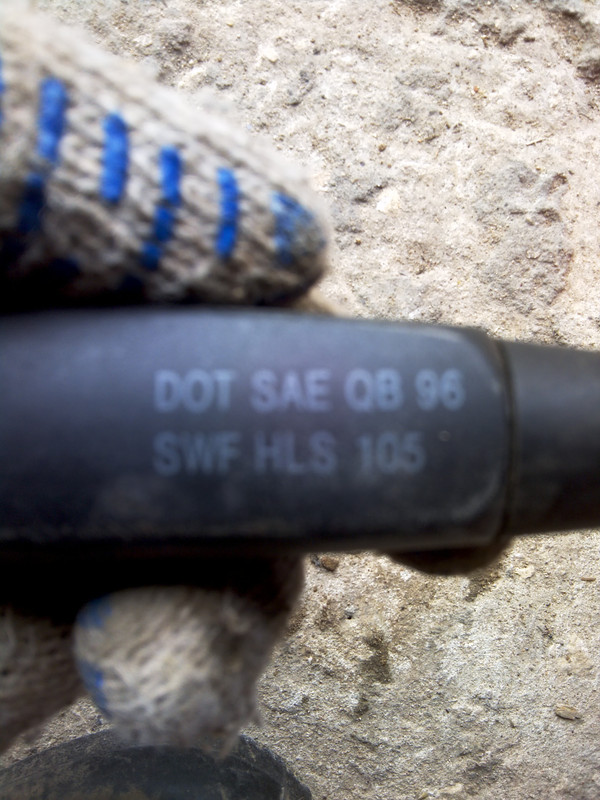 DOT SAE QB 96
SWF HLS 105